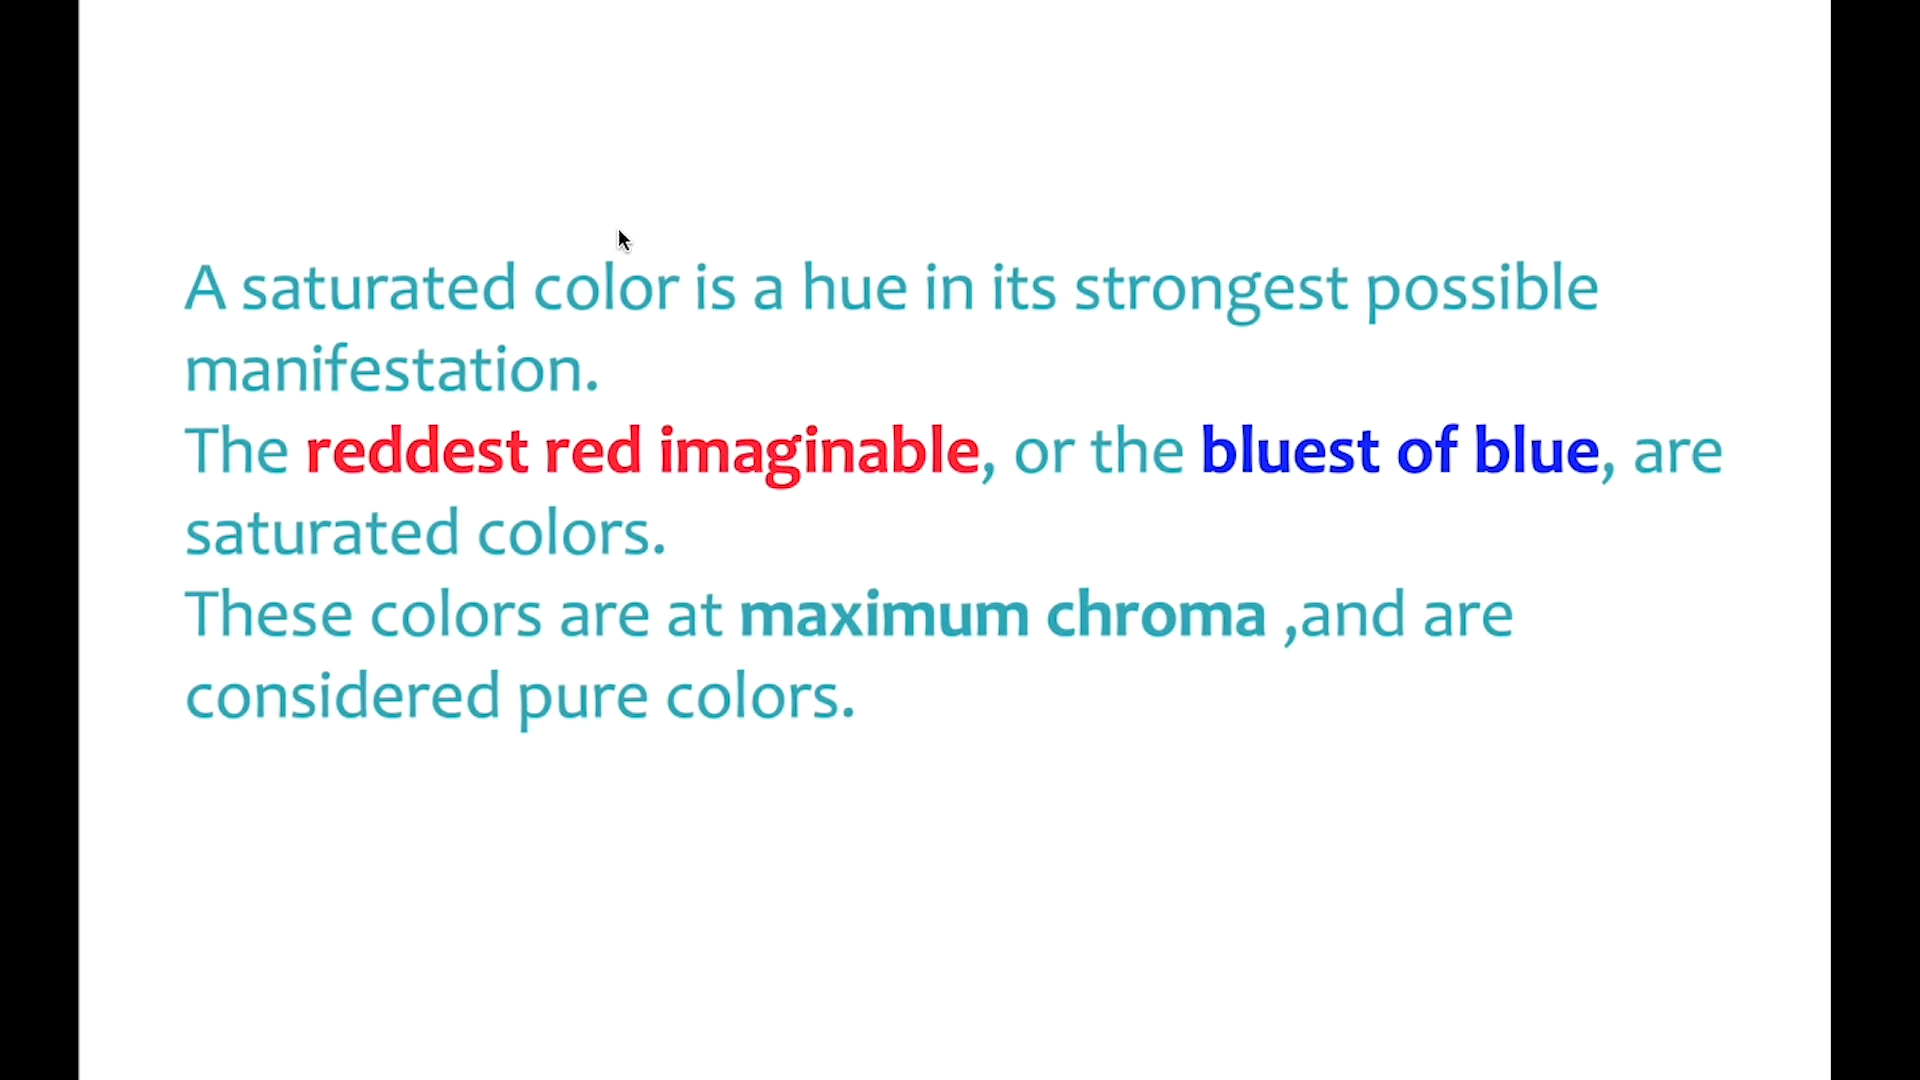 A saturated color is a hue in its strongest possible
manifestation.
The reddest red imaginable, or the bluest of blue, are
saturated colors.
These colors are at maximum chroma ,and are
considered pure colors.